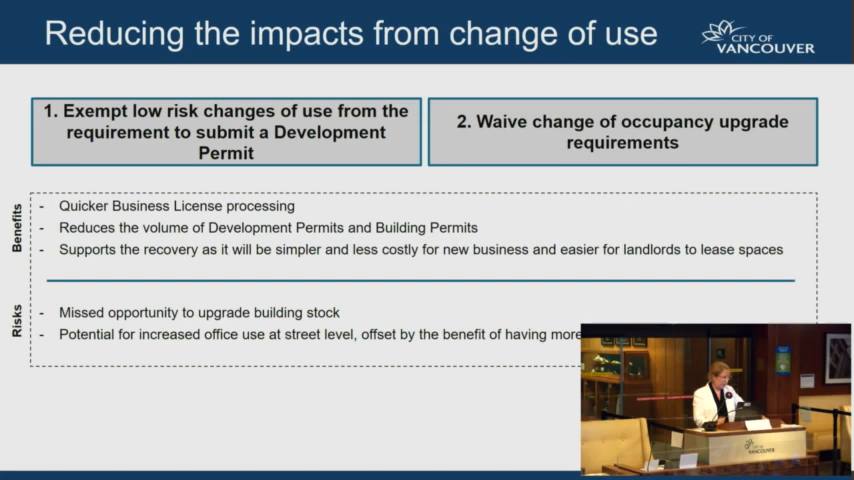 Reducing the impacts from change of use
CITY OF
VANCOUVER
1. Exempt low risk changes of use from the
requirement to submit a Development
Permit
2. Waive change of occupancy upgrade
requirements
Benefits
- Quicker Business License processing
- Reduces the volume of Development Permits and Building Permits
- Supports the recovery as it will be simpler and less costly for new business and easier for landlords to lease spaces
Risks
- Missed opportunity to upgrade building stock
- Potential for increased office use at street level, offset by the benefit of having more
CITY OF
VANCOUVER